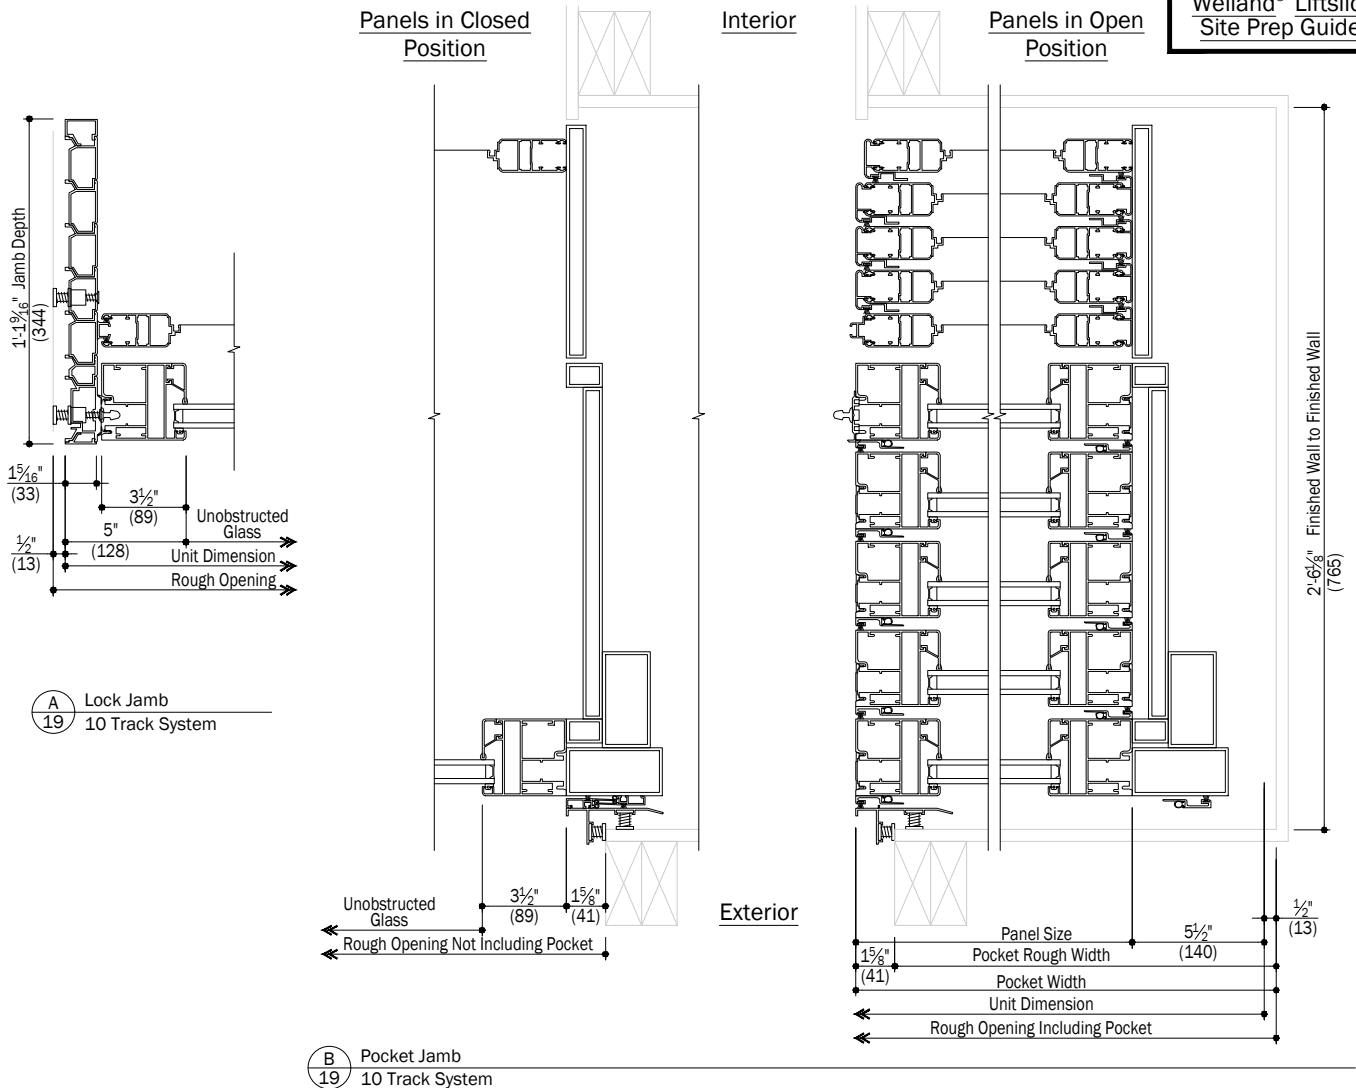 Panels in Closed
Position
Interior
Panels in Open
Position
Site Prep Guide
1'-1 9/16" Jamb Depth
(344)
1 5/16"
(33)
3 1/2"
(89)
Unobstructed
Glass
5"
(128)
1/2"
(13)
Unit Dimension
Rough Opening
A
19
Lock Jamb
10 Track System
2'-6 1/8" Finished Wall to Finished Wall
(765)
Unobstructed
Glass
3 1/2"
(89)
1 5/8"
(41)
Rough Opening Not Including Pocket
Exterior
Panel Size
5 1/2"
(140)
1/2"
(13)
1 5/8"
(41)
Pocket Rough Width
Pocket Width
Unit Dimension
Rough Opening Including Pocket
B
19
Pocket Jamb
10 Track System